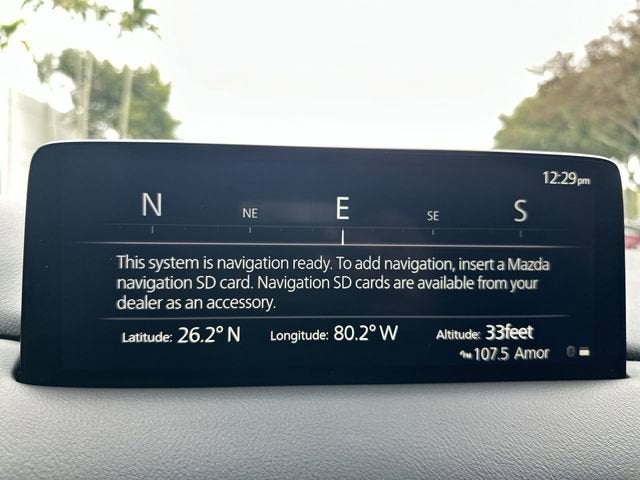 12:29pm
N NE E SE S
This system is navigation ready. To add navigation, insert a Mazda
navigation SD card. Navigation SD cards are available from your
dealer as an accessory.
Latitude: 26.2° N Longitude: 80.2° W Altitude: 33feet
FM 107.5 Amor